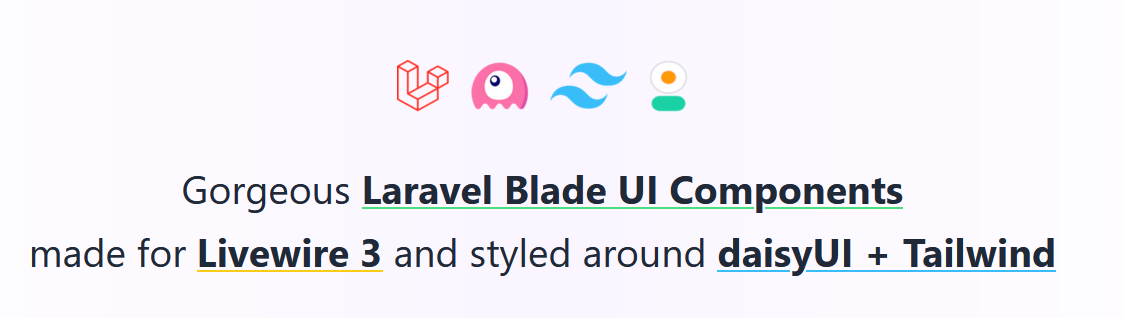 Gorgeous Laravel Blade UI Components
made for Livewire 3 and styled around daisyUI + Tailwind